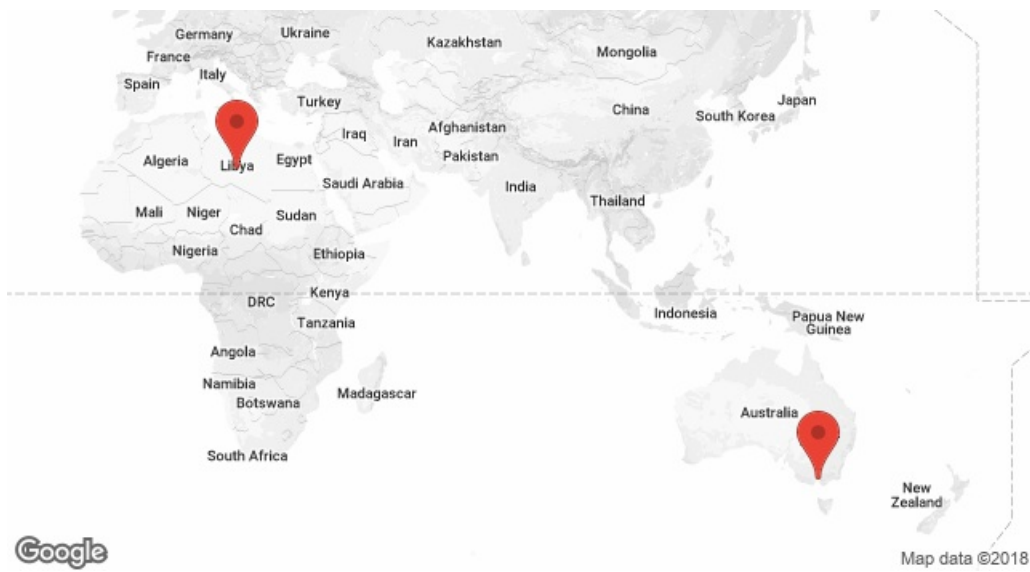 Germany
Ukraine
Kazakhstan
Mongolia
France
Italy
Spain
Turkey
China
Japan
South Korea
Iraq
Iran
Afghanistan
Algeria
Libya
Egypt
Pakistan
Saudi Arabia
India
Thailand
Mali
Niger
Sudan
Chad
Nigeria
Ethiopia
DRC
Kenya
Tanzania
Indonesia
Papua New
Guinea
Angola
Namibia
Botswana
Madagascar
Australia
South Africa
New
Zealand
Google
Map data ©2018